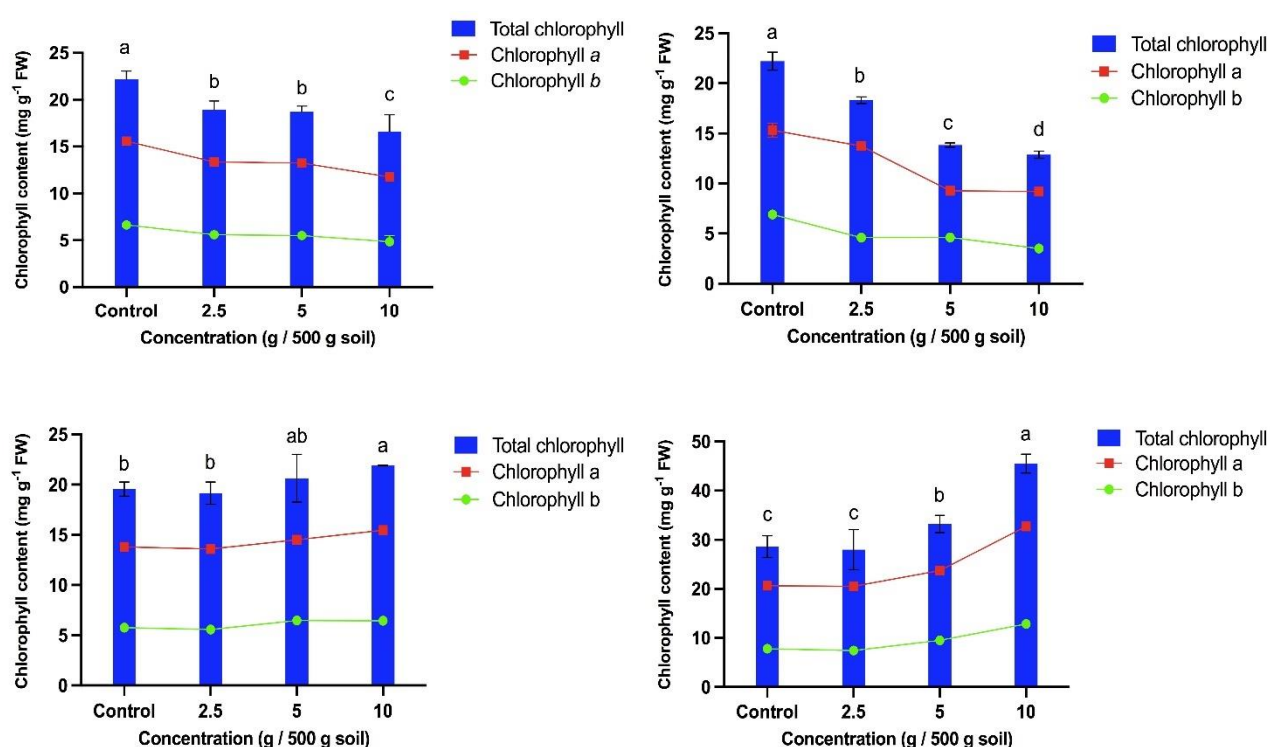 Total chlorophyll
Chlorophyll a
Chlorophyll b
Chlorophyll content (mg g⁻¹ FW)
25
20
15
10
5
0
a
b
b
c
Control 2.5 5 10
Concentration (g / 500 g soil)
Total chlorophyll
Chlorophyll a
Chlorophyll b
Chlorophyll content (mg g⁻¹ FW)
25
20
15
10
5
0
a
b
c
d
Control 2.5 5 10
Concentration (g / 500 g soil)
Total chlorophyll
Chlorophyll a
Chlorophyll b
Chlorophyll content (mg g⁻¹ FW)
25
20
15
10
5
0
b
b
ab
a
Control 2.5 5 10
Concentration (g / 500 g soil)
Total chlorophyll
Chlorophyll a
Chlorophyll b
Chlorophyll content (mg g⁻¹ FW)
50
40
30
20
10
0
c
c
b
a
Control 2.5 5 10
Concentration (g / 500 g soil)